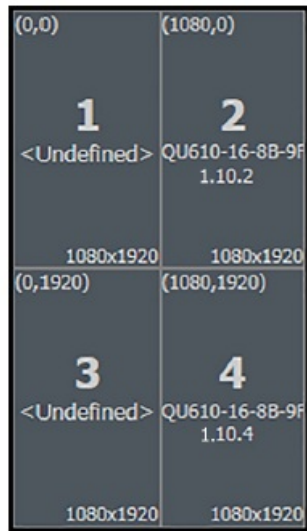 (0,0)
1
<Undefined>
1080x1920
(1080,0)
2
QU610-16-8B-9F
1.10.2
1080x1920
(0,1920)
3
<Undefined>
1080x1920
(1080,1920)
4
QU610-16-8B-9F
1.10.4
1080x1920